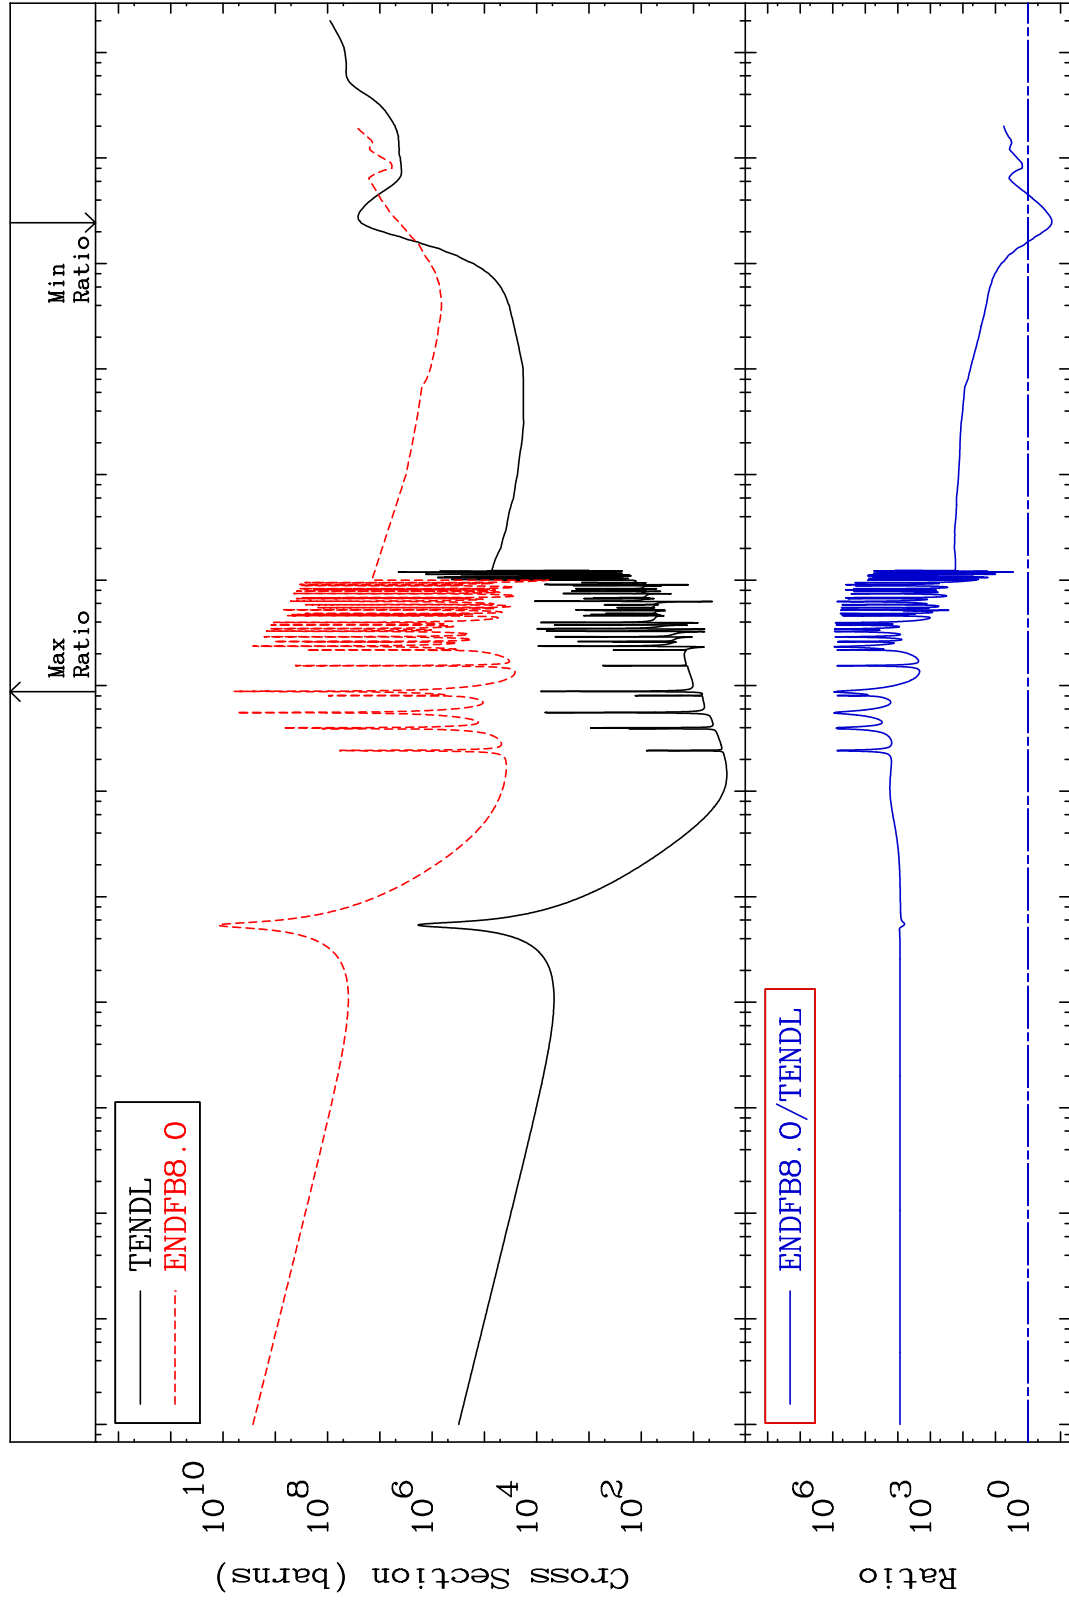 Max
Ratio
Min
Ratio
TENDL
ENDFB8.0
10 10
10 8
10 6
10 4
10 2
Cross Section (barns)
ENDFB8.0/TENDL
10 6
10 3
10 0
Ratio